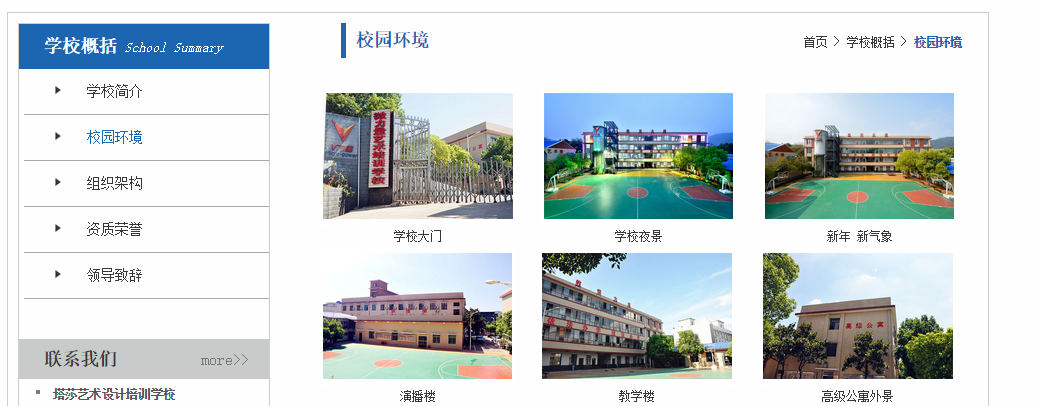 学校概括 School Summary
学校简介
校园环境
组织架构
资质荣誉
领导致辞
联系我们 more>>
塔莎艺术设计培训学校
校园环境
首页 > 学校概括 > 校园环境
学校大门
学校夜景
新年 新气象
演播楼
教学楼
高级公寓外景
高级公寓